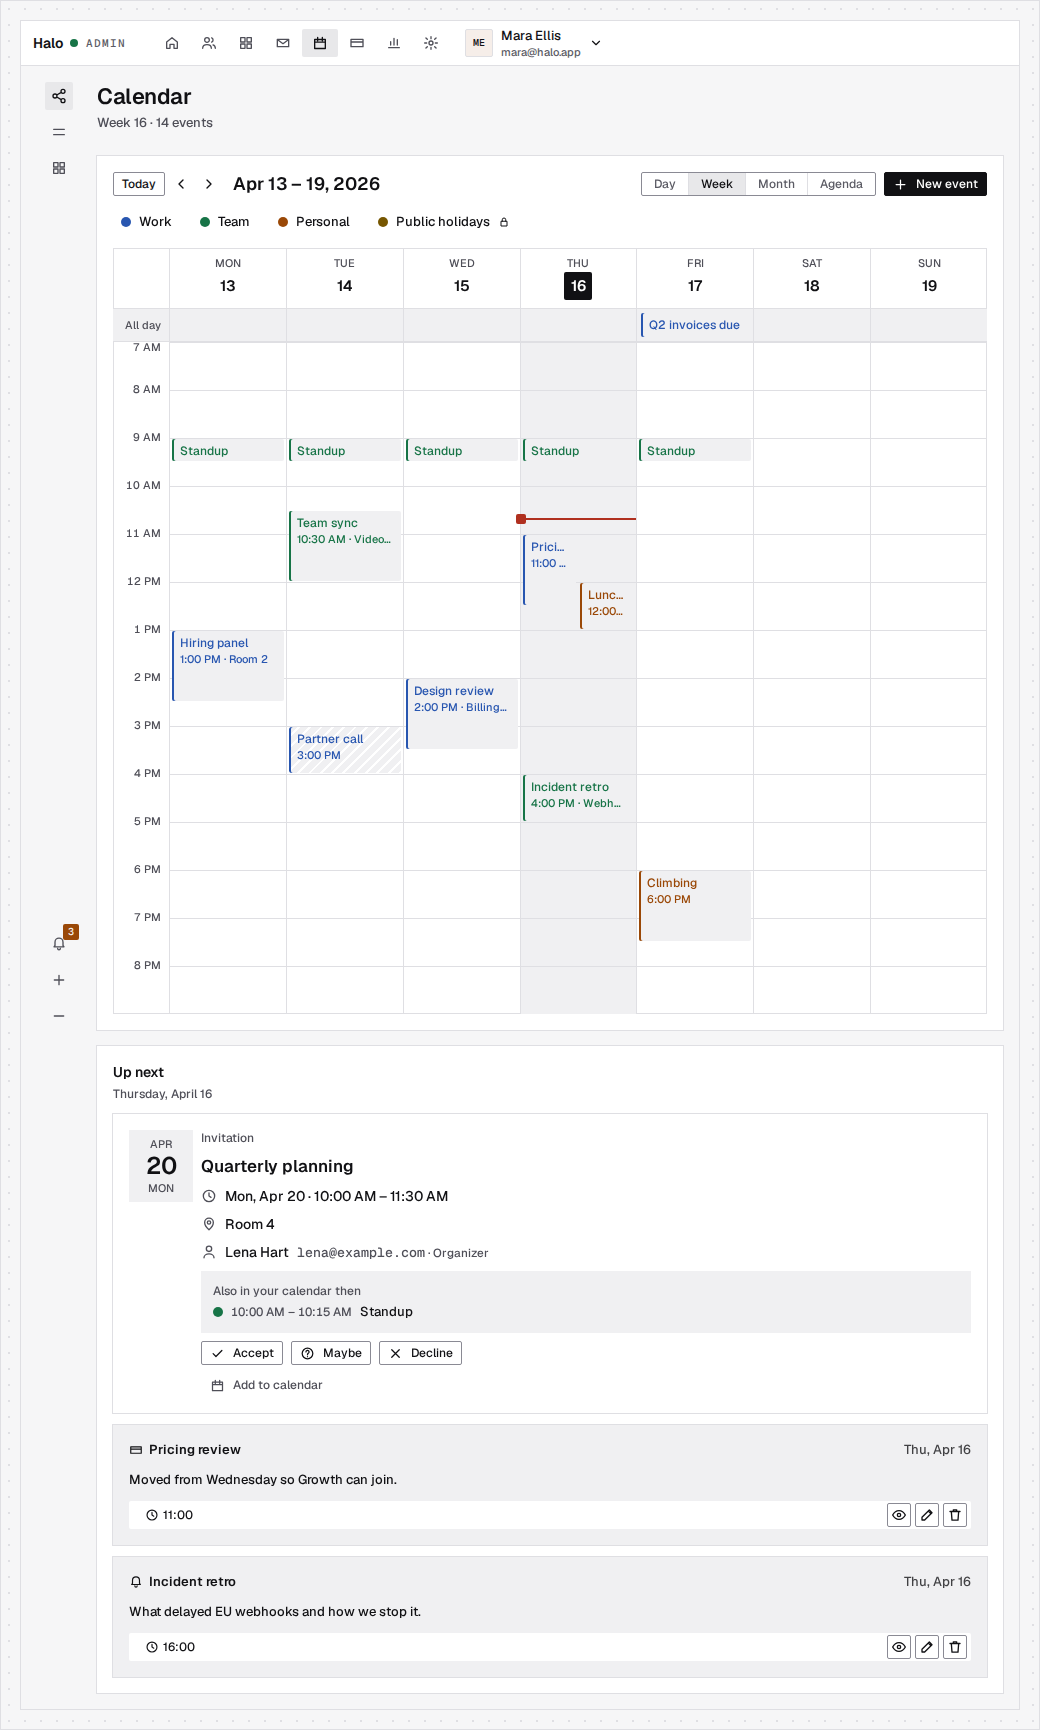 Halo ADMIN
ME
Mara Ellis
mara@halo.app
Calendar
Week 16 · 14 events
Today
Apr 13 – 19, 2026
Day Week Month Agenda
New event
Work Team Personal Public holidays
MON TUE WED THU FRI SAT SUN
13 14 15 16 17 18 19
All day
Q2 invoices due
7 AM
8 AM
9 AM
Standup Standup Standup Standup Standup
10 AM
Team sync
10:30 AM · Video…
11 AM
Prici…
11:00 …
12 PM
Lunc…
12:00…
1 PM
Hiring panel
1:00 PM · Room 2
2 PM
Design review
2:00 PM · Billing…
3 PM
Partner call
3:00 PM
4 PM
Incident retro
4:00 PM · Webh…
5 PM
6 PM
Climbing
6:00 PM
7 PM
8 PM
3
Up next
Thursday, April 16
APR
20
MON
Invitation
Quarterly planning
Mon, Apr 20 · 10:00 AM – 11:30 AM
Room 4
Lena Hart lena@example.com · Organizer
Also in your calendar then
10:00 AM – 10:15 AM Standup
Accept Maybe Decline
Add to calendar
Pricing review Thu, Apr 16
Moved from Wednesday so Growth can join.
11:00
Incident retro Thu, Apr 16
What delayed EU webhooks and how we stop it.
16:00